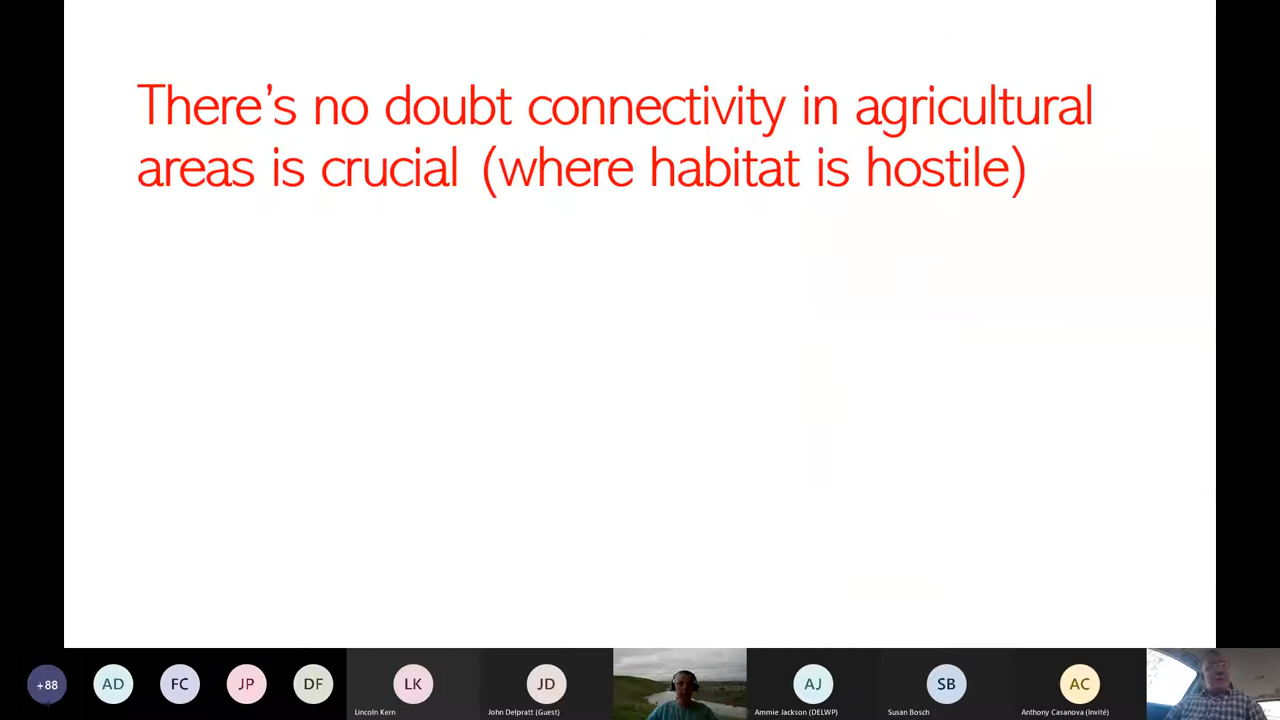 There's no doubt connectivity in agricultural
areas is crucial (where habitat is hostile)
+88
AD
FC
JP
DF
LK
JD
AJ
SB
AC
Lincoln Kern
John Delpratt (Guest)
Ammie Jackson (DELWP)
Susan Bosch
Anthony Casanova (Invité)